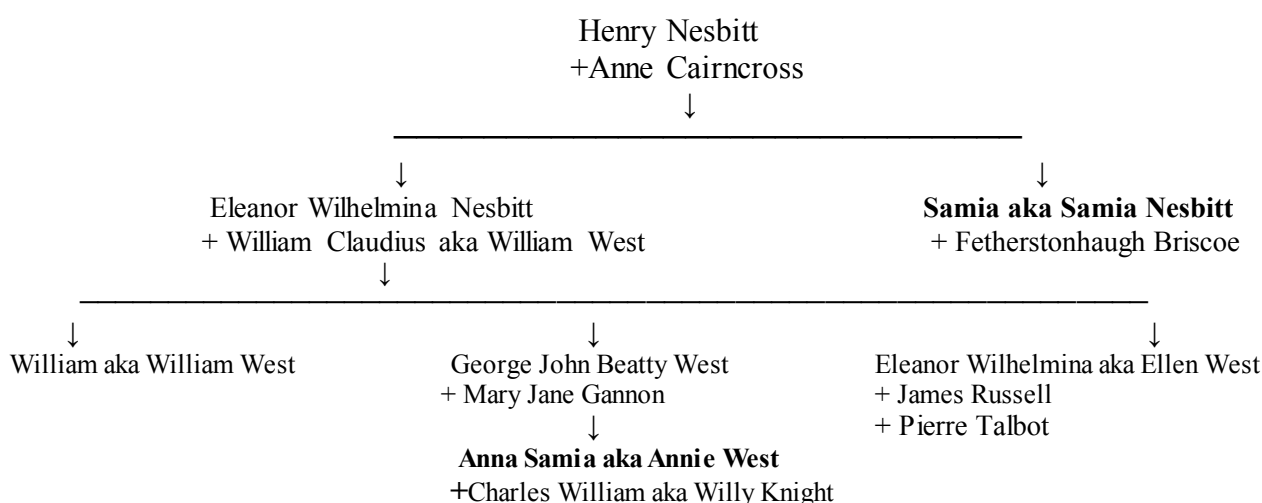 Henry Nesbitt
+Anne Cairncross
↓
↓ ↓
Eleanor Wilhelmina Nesbitt Samia aka Samia Nesbitt
+ William Claudius aka William West + Fetherstonhaugh Briscoe
↓
↓ ↓ ↓
William aka William West George John Beatty West Eleanor Wilhelmina aka Ellen West
+ Mary Jane Gannon + James Russell
↓ + Pierre Talbot
Anna Samia aka Annie West
+Charles William aka Willy Knight